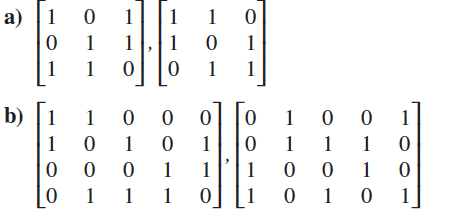 a) [1 0 1] [1 1 0]
[0 1 1] , [1 0 1]
[1 1 0] [0 1 1]
b) [1 1 0 0 0] [0 1 0 0 1]
[1 0 1 0 1] [0 1 1 1 0]
[0 0 0 1 1] , [1 0 0 1 0]
[0 1 1 1 0] [1 0 1 0 1]